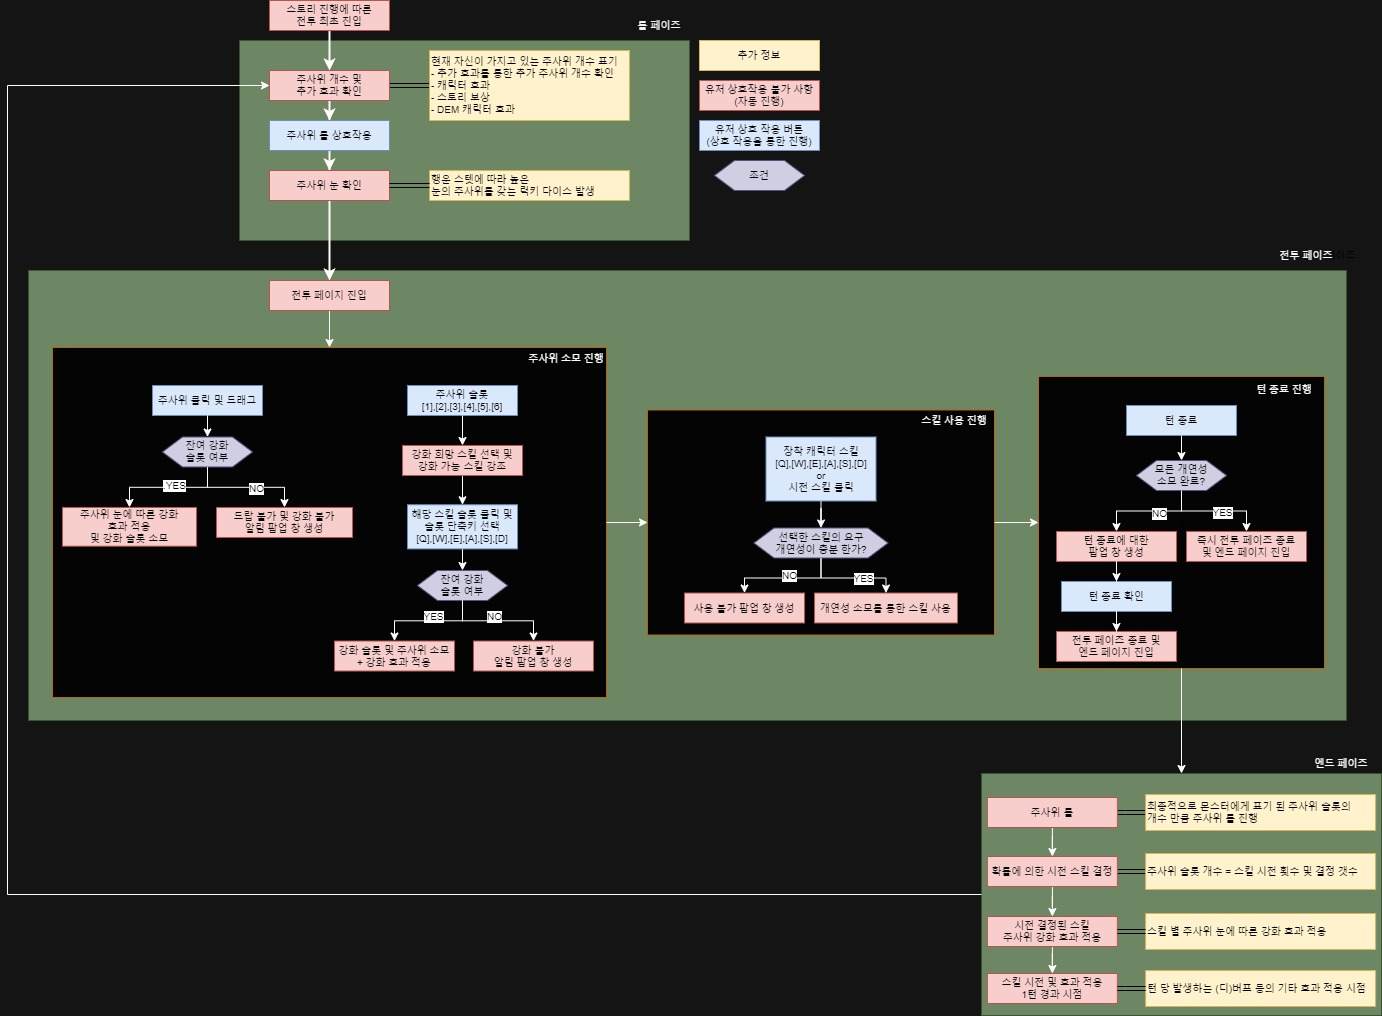 스토리 진행에 따른
전투 최초 진입
롤 페이즈
주사위 개수 및
추가 효과 확인
현재 자신이 가지고 있는 주사위 개수 표기
- 추가 효과를 통한 추가 주사위 개수 확인
- 캐릭터 효과
- 스토리 보상
- DEM 캐릭터 효과
주사위 롤 상호작용
주사위 눈 확인
행운 스텟에 따라 높은
눈의 주사위를 갖는 럭키 다이스 발생
추가 정보
유저 상호작용 불가 사항
(자동 진행)
유저 상호 작용 버튼
(상호 작용을 통한 진행)
조건
전투 페이즈
전투 페이지 진입
주사위 소모 진행
주사위 클릭 및 드래그
잔여 강화
슬롯 여부
YES
NO
주사위 눈에 따른 강화
효과 적용
및 강화 슬롯 소모
드랍 불가 및 강화 불가
알림 팝업 창 생성
주사위 슬롯
[1],[2],[3],[4],[5],[6]
강화 희망 스킬 선택 및
강화 가능 스킬 강조
해당 스킬 슬롯 클릭 및
슬롯 단축키 선택
[Q],[W],[E],[A],[S],[D]
잔여 강화
슬롯 여부
YES
NO
강화 슬롯 및 주사위 소모
+ 강화 효과 적용
강화 불가
알림 팝업 창 생성
스킬 사용 진행
장착 캐릭터 스킬
[Q],[W],[E],[A],[S],[D]
or
시전 스킬 클릭
선택한 스킬의 요구
개연성이 충분 한가?
NO
YES
사용 불가 팝업 창 생성
개연성 소모를 통한 스킬 사용
턴 종료 진행
턴 종료
모든 개연성
소모 완료?
NO
YES
턴 종료에 대한
팝업 창 생성
즉시 전투 페이즈 종료
및 엔드 페이지 진입
턴 종료 확인
전투 페이즈 종료 및
엔드 페이지 진입
엔드 페이즈
주사위 롤
최종적으로 몬스터에게 표기 된 주사위 슬롯의
개수 만큼 주사위 롤 진행
확률에 의한 시전 스킬 결정
주사위 슬롯 개수 = 스킬 시전 횟수 및 결정 갯수
시전 결정된 스킬
주사위 강화 효과 적용
스킬 별 주사위 눈에 따른 강화 효과 적용
스킬 시전 및 효과 적용
1턴 경과 시점
턴 당 발생하는 (디)버프 등의 기타 효과 적용 시점